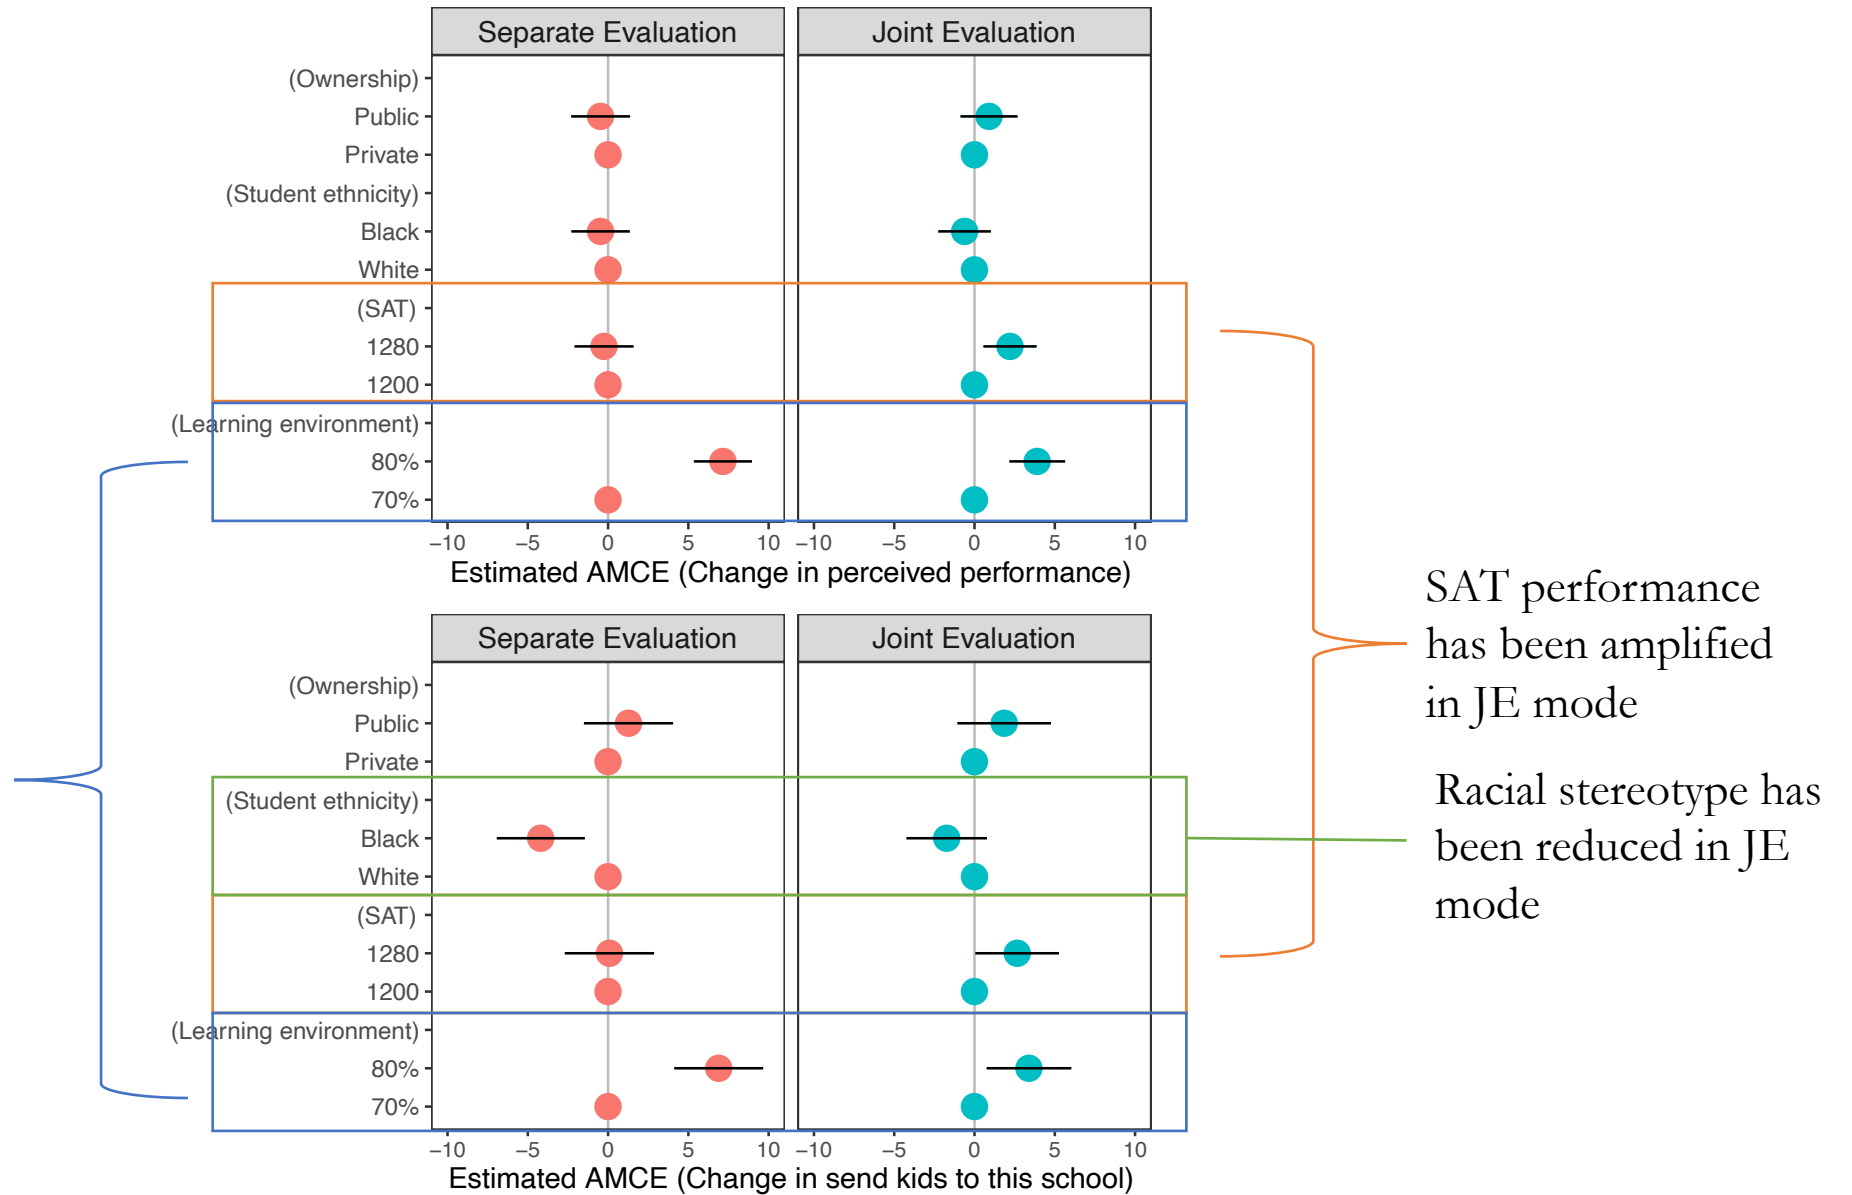 Separate Evaluation
Joint Evaluation
(Ownership)
Public
Private
(Student ethnicity)
Black
White
(SAT)
1280
1200
(Learning environment)
80%
70%
−10 −5 0 5 10 −10 −5 0 5 10
Estimated AMCE (Change in perceived performance)
Separate Evaluation
Joint Evaluation
(Ownership)
Public
Private
(Student ethnicity)
Black
White
(SAT)
1280
1200
(Learning environment)
80%
70%
−10 −5 0 5 10 −10 −5 0 5 10
Estimated AMCE (Change in send kids to this school)
SAT performance
has been amplified
in JE mode
Racial stereotype has
been reduced in JE
mode